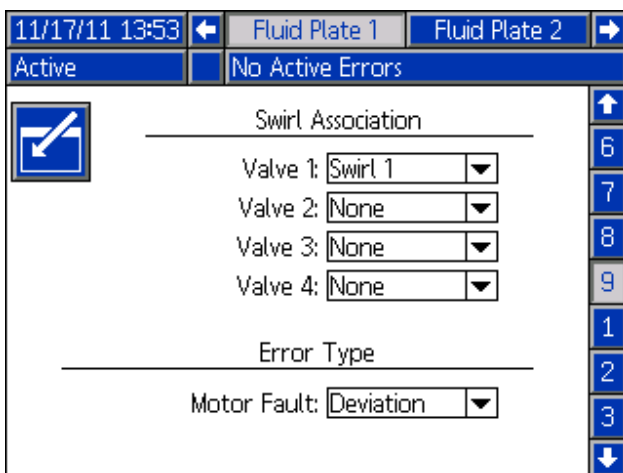 11/17/11 13:53 Fluid Plate 1 Fluid Plate 2
Active No Active Errors
Swirl Association
Valve 1: Swirl 1
Valve 2: None
Valve 3: None
Valve 4: None
Error Type
Motor Fault: Deviation
6
7
8
9
1
2
3